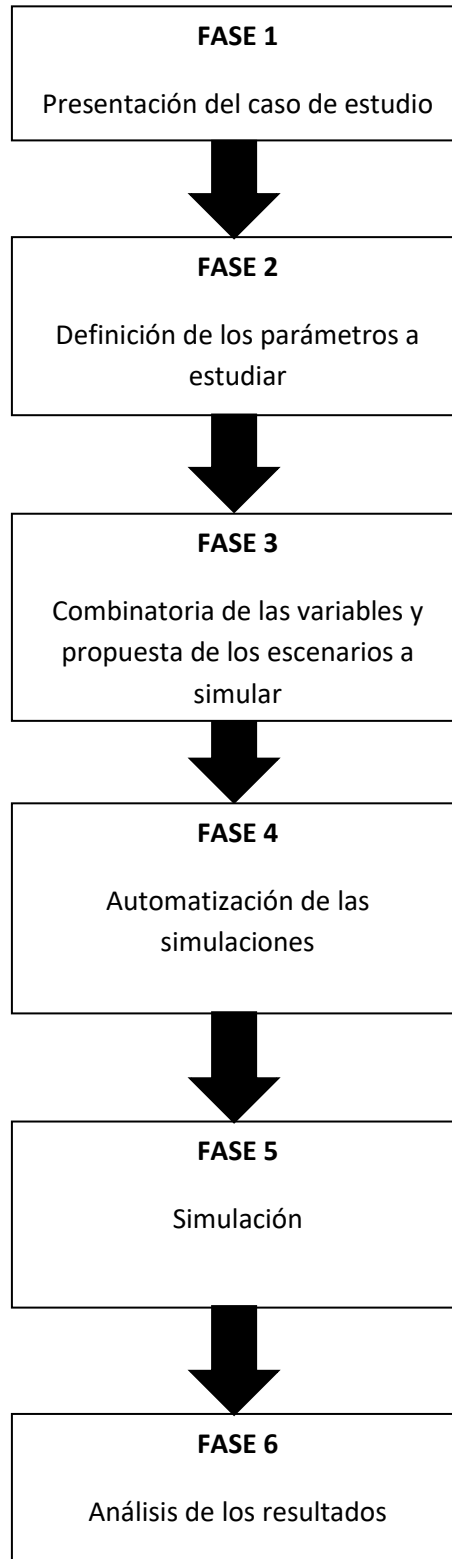 FASE 1
Presentación del caso de estudio
FASE 2
Definición de los parámetros a
estudiar
FASE 3
Combinatoria de las variables y
propuesta de los escenarios a
simular
FASE 4
Automatización de las
simulaciones
FASE 5
Simulación
FASE 6
Análisis de los resultados